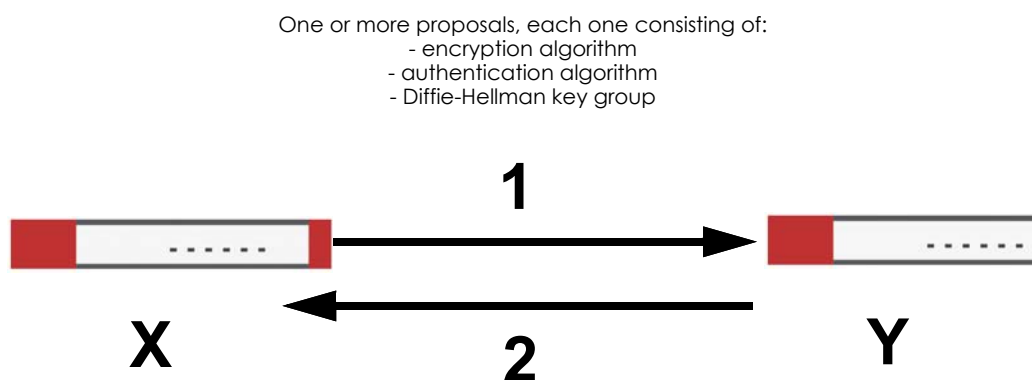 One or more proposals, each one consisting of:
- encryption algorithm
- authentication algorithm
- Diffie-Hellman key group
1
X
2
Y